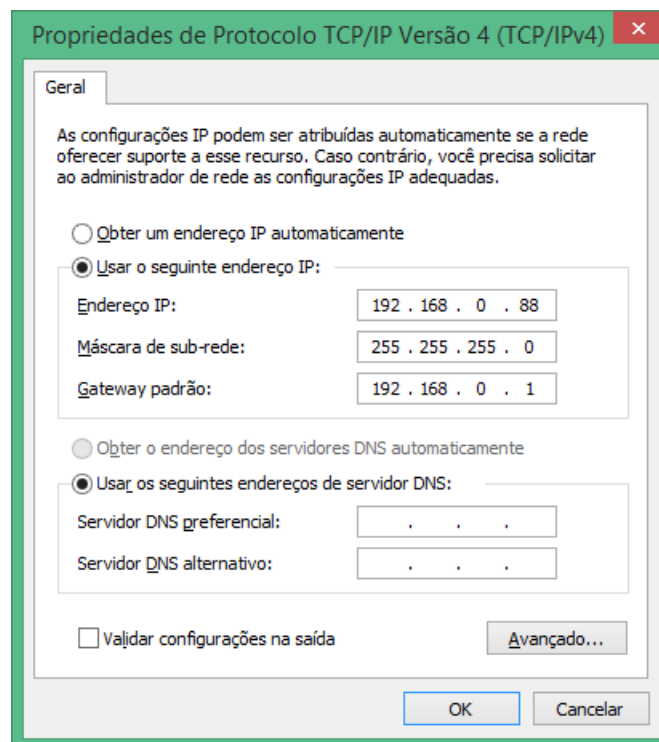 Propriedades de Protocolo TCP/IP Versão 4 (TCP/IPv4)
Geral
As configurações IP podem ser atribuídas automaticamente se a rede
oferecer suporte a esse recurso. Caso contrário, você precisa solicitar
ao administrador de rede as configurações IP adequadas.
Obter um endereço IP automaticamente
Usar o seguinte endereço IP:
Endereço IP: 192 . 168 . 0 . 88
Máscara de sub-rede: 255 . 255 . 255 . 0
Gateway padrão: 192 . 168 . 0 . 1
Obter o endereço dos servidores DNS automaticamente
Usar os seguintes endereços de servidor DNS:
Servidor DNS preferencial: . . .
Servidor DNS alternativo: . . .
Validar configurações na saída Avançado...
OK Cancelar